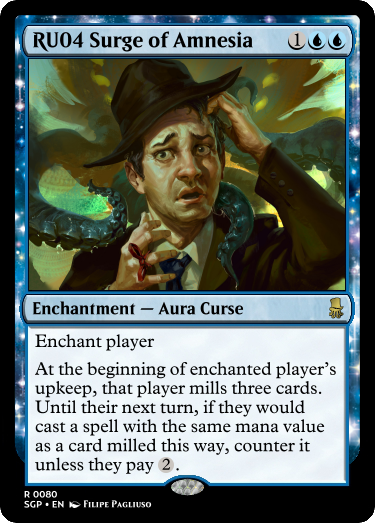 RU04 Surge of Amnesia 1
Enchantment — Aura Curse
Enchant player
At the beginning of enchanted player's
upkeep, that player mills three cards.
Until their next turn, if they would
cast a spell with the same mana value
as a card milled this way, counter it
unless they pay 2.
R 0080
SGP • EN Filipe Pagliuso